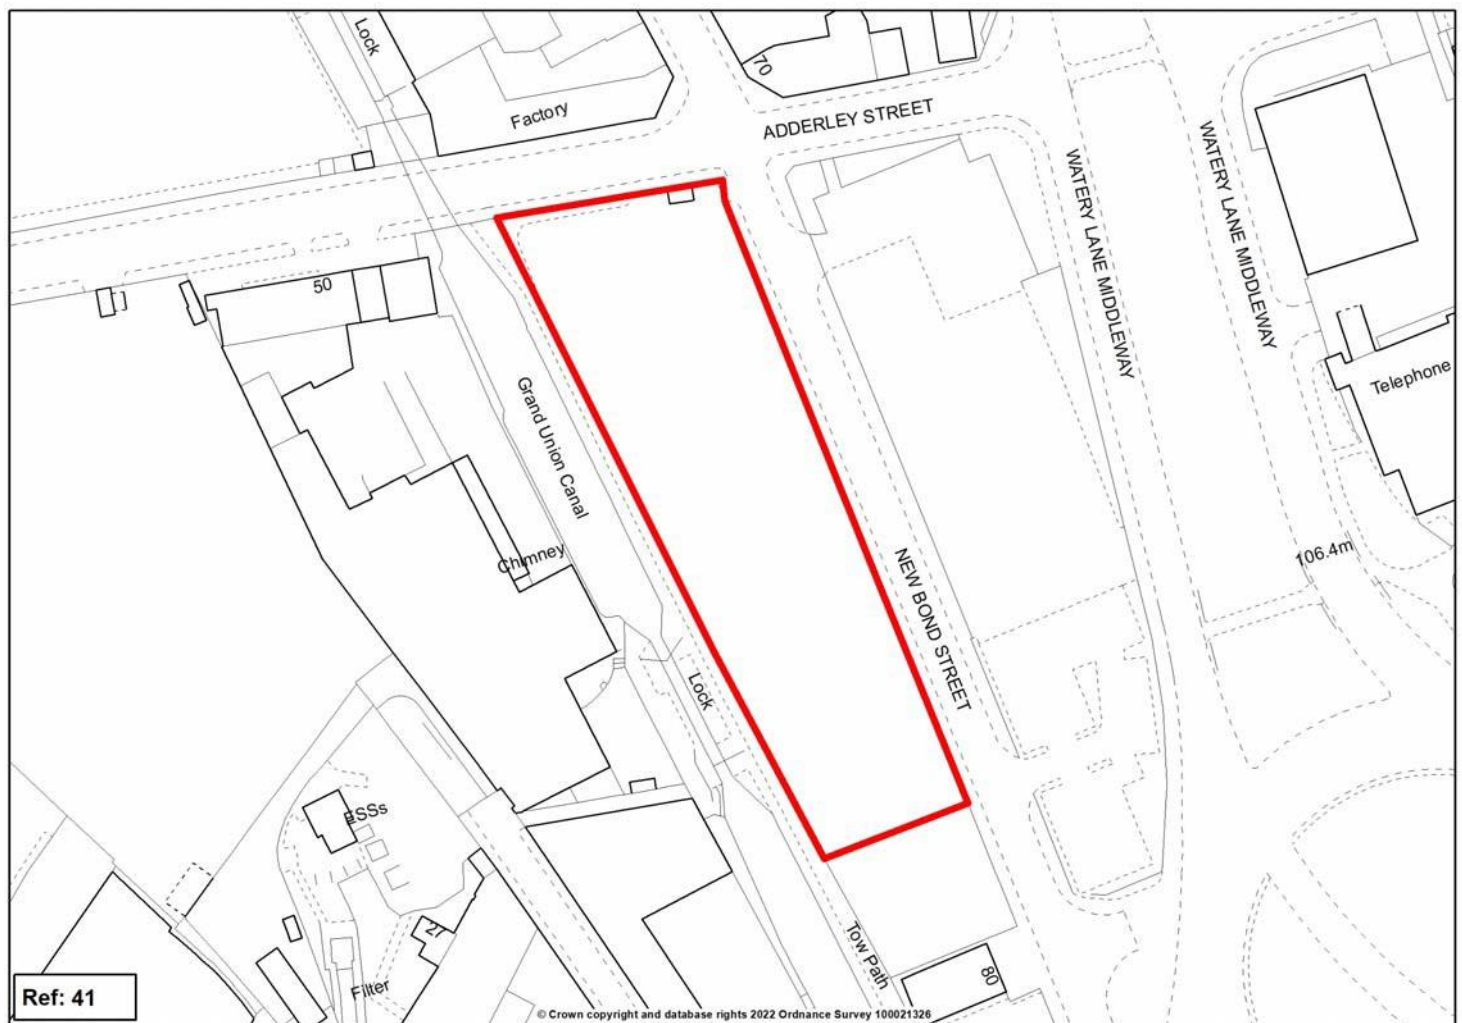 Lock
70
Factory
ADDERLEY STREET
WATERY LANE MIDDLEWAY
WATERY LANE MIDDLEWAY
50
Telephone
Grand Union Canal
Chimney
106.4m
NEW BOND STREET
Lock
ESSs
27
Tow Path
80
Filter
Ref: 41
© Crown copyright and database rights 2022 Ordnance Survey 100021326